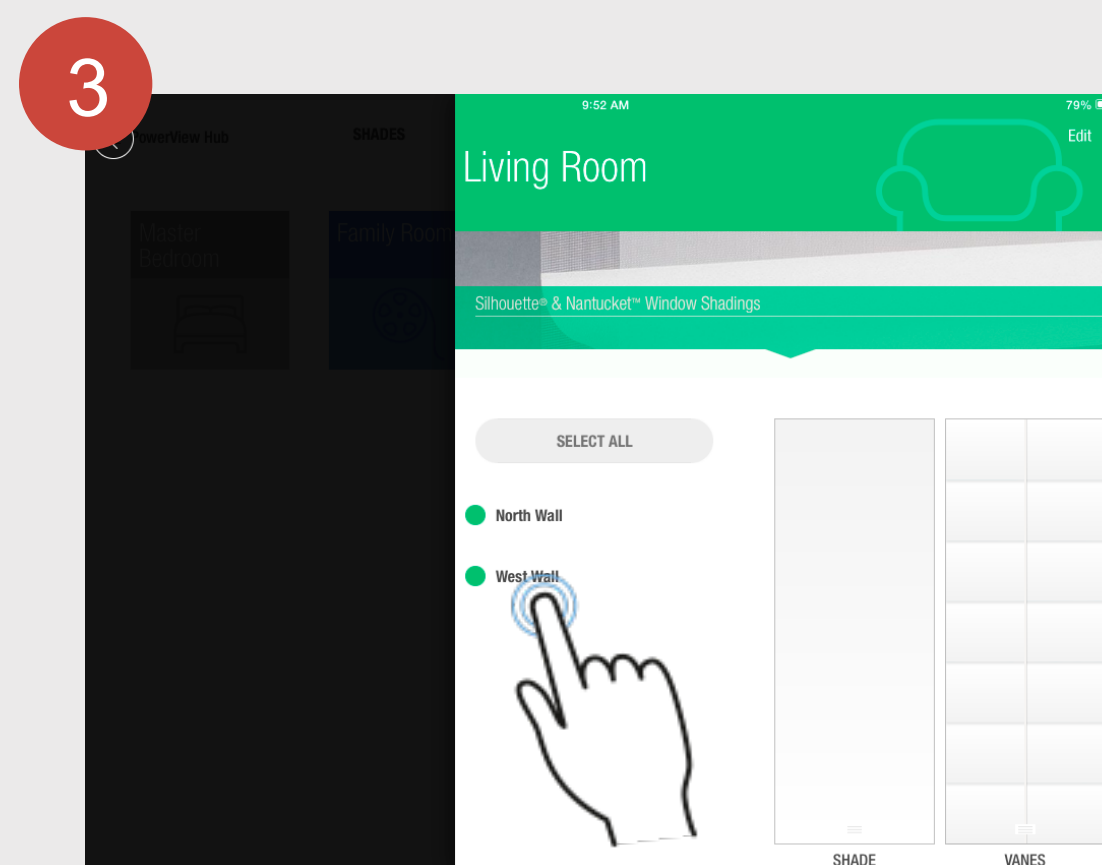 3
owerView Hub
SHADES
9:52 AM
79%
Edit
Living Room
Master
Bedroom
Family Room
Silhouette® & Nantucket™ Window Shadings
SELECT ALL
North Wall
West Wall
SHADE
VANES